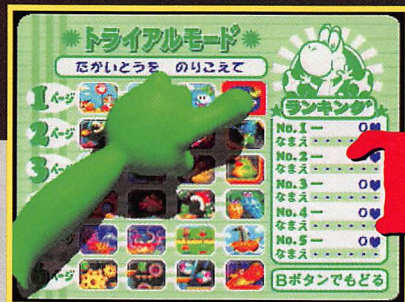 トライアルモード
たかいとうを のりこえて
1ページ
2ページ
3ページ
ページ
ランキング
No.1ー 0♥
なまえ・・・・・
No.2ー
なまえ・・・・
No.3ー
なまえ・・・・
No.4ー 0♥
なまえ・・・・・
No.5ー 0♥
なまえ・・・・・
Bボタンでもどる